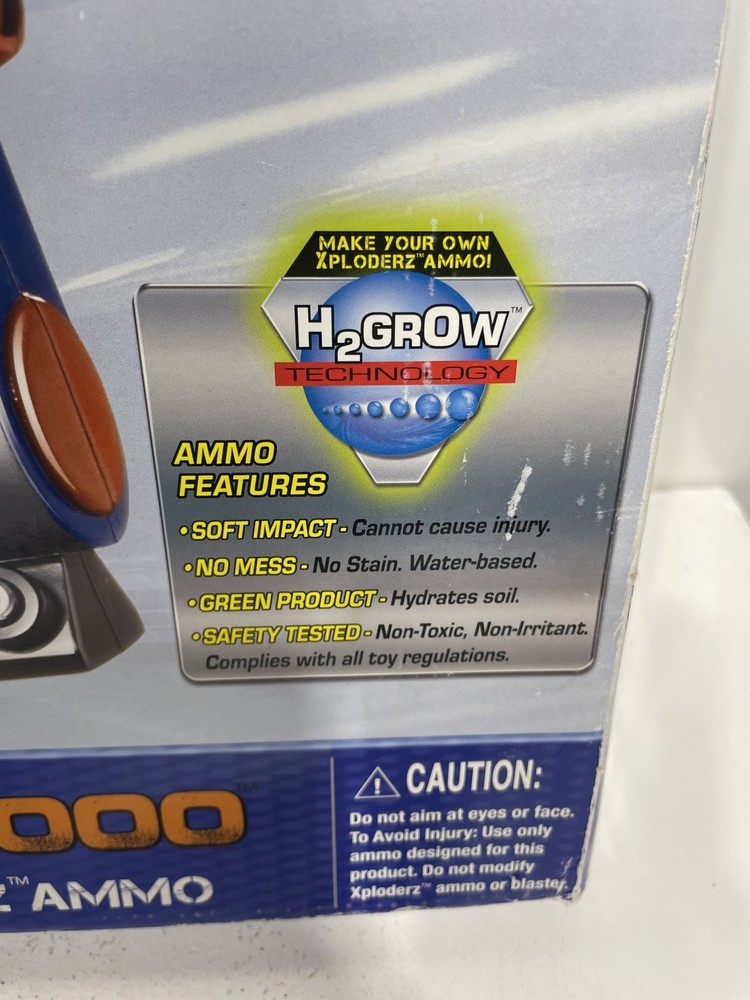 MAKE YOUR OWN
XPLODERZ™ AMMO!
H2GROW™
TECHNOLOGY
AMMO
FEATURES
•SOFT IMPACT - Cannot cause injury.
•NO MESS - No Stain. Water-based.
•GREEN PRODUCT - Hydrates soil.
•SAFETY TESTED - Non-Toxic, Non-Irritant.
Complies with all toy regulations.
000™
Z™ AMMO
CAUTION:
Do not aim at eyes or face.
To Avoid Injury: Use only
ammo designed for this
product. Do not modify
Xploderz™ ammo or blaster.